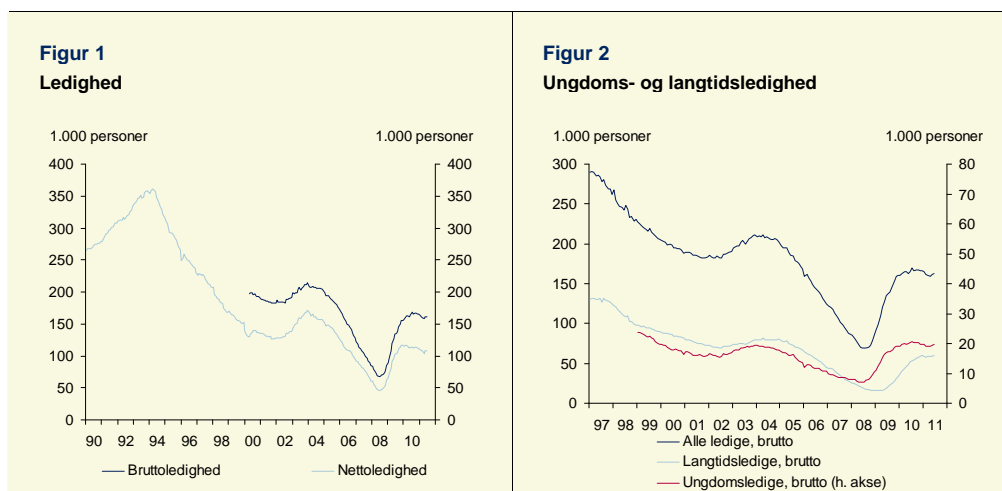 Figur 1
Ledighed
1.000 personer 1.000 personer
400 400
350 350
300 300
250 250
200 200
150 150
100 100
50 50
0 0
90 92 94 96 98 00 02 04 06 08 10
Bruttoledighed Nettoledighed
Figur 2
Ungdoms- og langtidsledighed
1.000 personer 1.000 personer
300 80
70
250
60
200 50
150 40
30
100
20
50
10
0 0
97 98 99 00 01 02 03 04 05 06 07 08 09 10 11
Alle ledige, brutto
Langtidsledige, brutto
Ungdomsledige, brutto (h. akse)